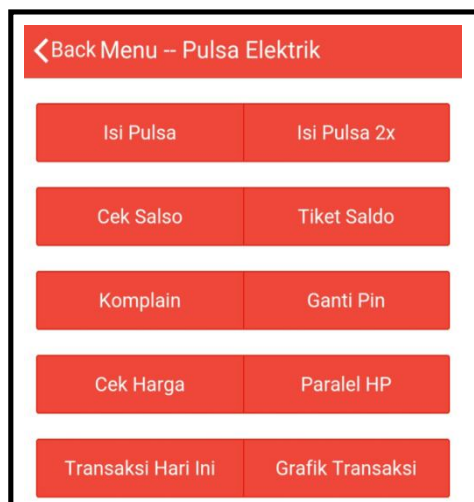 Back Menu -- Pulsa Elektrik
Isi Pulsa Isi Pulsa 2x
Cek Salso Tiket Saldo
Komplain Ganti Pin
Cek Harga Paralel HP
Transaksi Hari Ini Grafik Transaksi